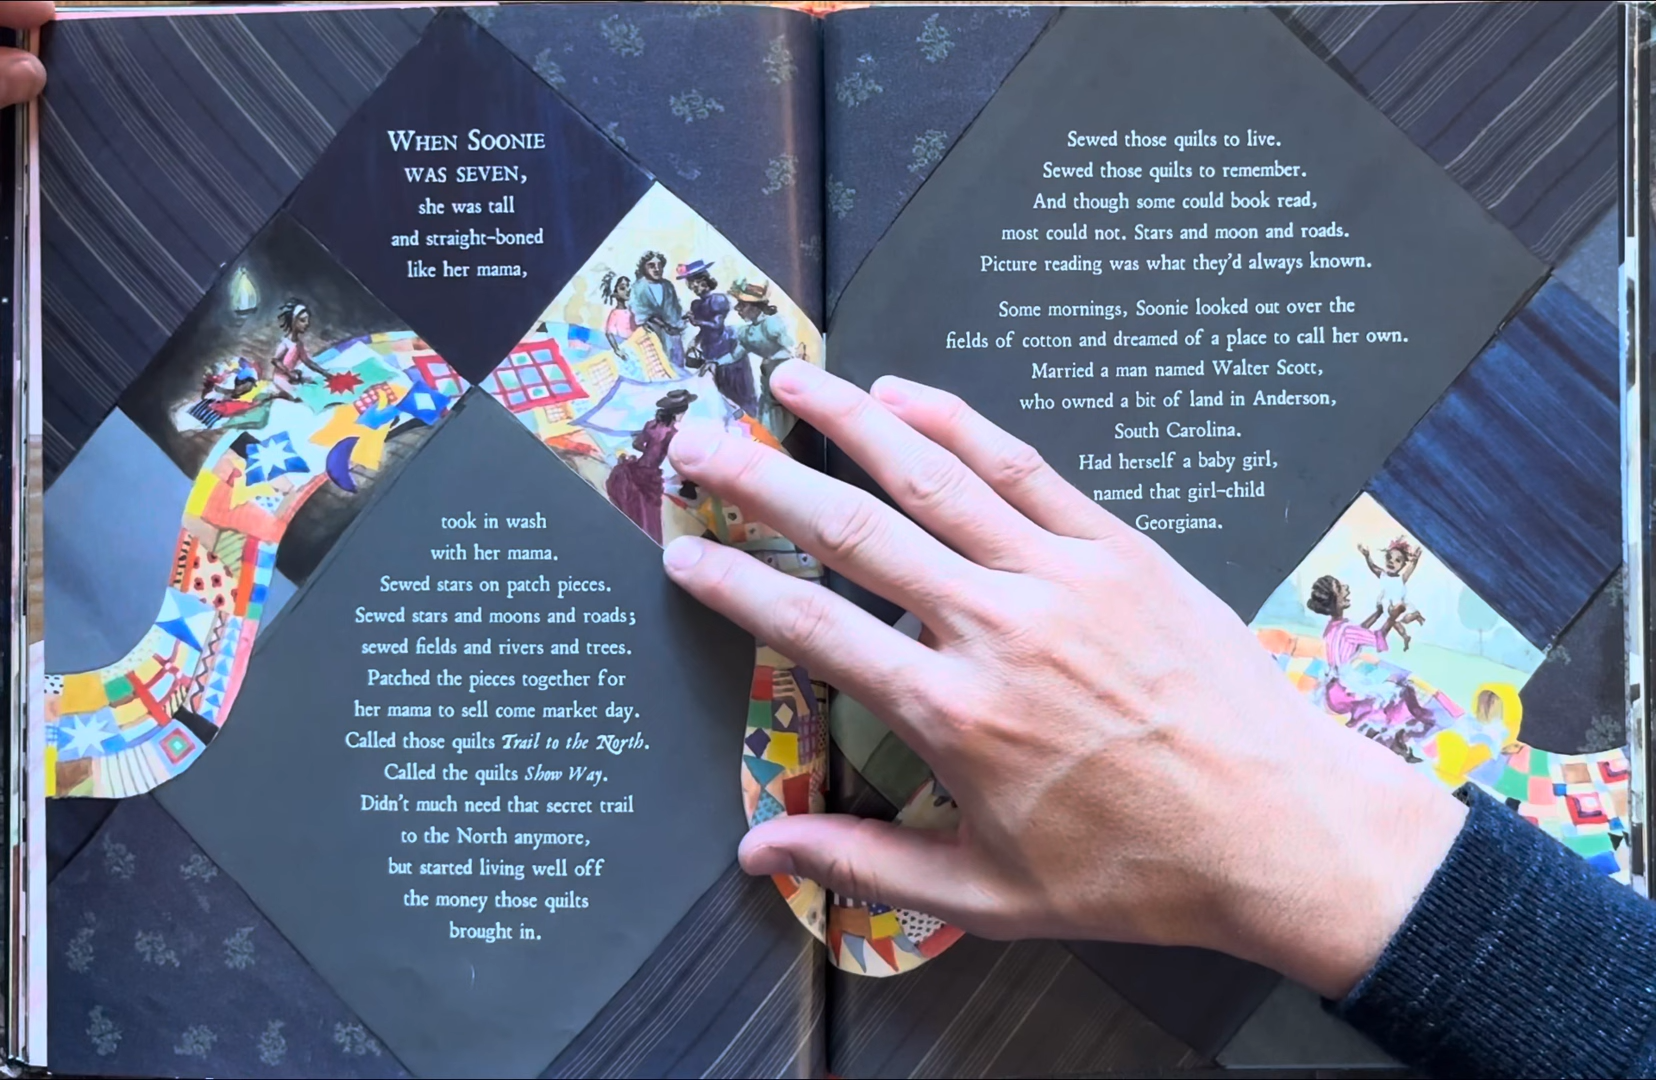 WHEN SOONIE
WAS SEVEN,
she was tall
and straight-boned
like her mama,
took in wash
with her mama.
Sewed stars on patch pieces.
Sewed stars and moons and roads;
sewed fields and rivers and trees.
Patched the pieces together for
her mama to sell come market day.
Called those quilts Trail to the North.
Called the quilts Show Way.
Didn't much need that secret trail
to the North anymore,
but started living well off
the money those quilts
brought in.
Sewed those quilts to live.
Sewed those quilts to remember.
And though some could book read,
most could not. Stars and moon and roads.
Picture reading was what they'd always known.
Some mornings, Soonie looked out over the
fields of cotton and dreamed of a place to call her own.
Married a man named Walter Scott,
who owned a bit of land in Anderson,
South Carolina.
Had herself a baby girl,
named that girl-child
Georgiana.